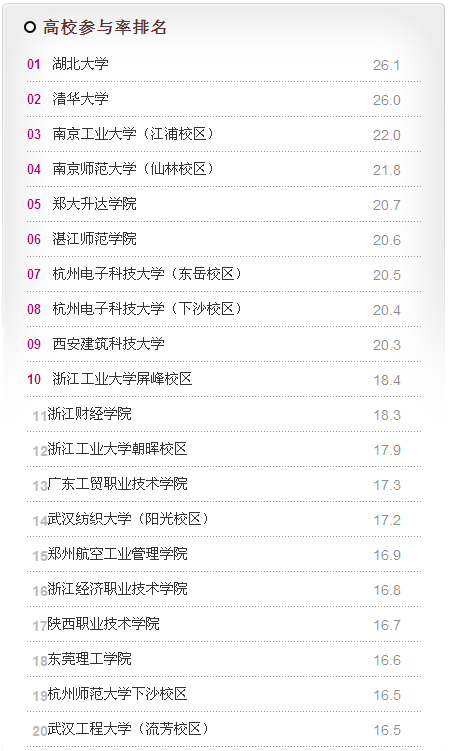 高校参与率排名
01 湖北大学 26.1
02 清华大学 26.0
03 南京工业大学（江浦校区） 22.0
04 南京师范大学（仙林校区） 21.8
05 郑大升达学院 20.7
06 湛江师范学院 20.6
07 杭州电子科技大学（东岳校区） 20.5
08 杭州电子科技大学（下沙校区） 20.4
09 西安建筑科技大学 20.3
10 浙江工业大学屏峰校区 18.4
11 浙江财经学院 18.3
12 浙江工业大学朝晖校区 17.9
13 广东工贸职业技术学院 17.3
14 武汉纺织大学（阳光校区） 17.2
15 郑州航空工业管理学院 16.9
16 浙江经济职业技术学院 16.8
17 陕西职业技术学院 16.7
18 东莞理工学院 16.6
19 杭州师范大学下沙校区 16.5
20 武汉工程大学（流芳校区） 16.5